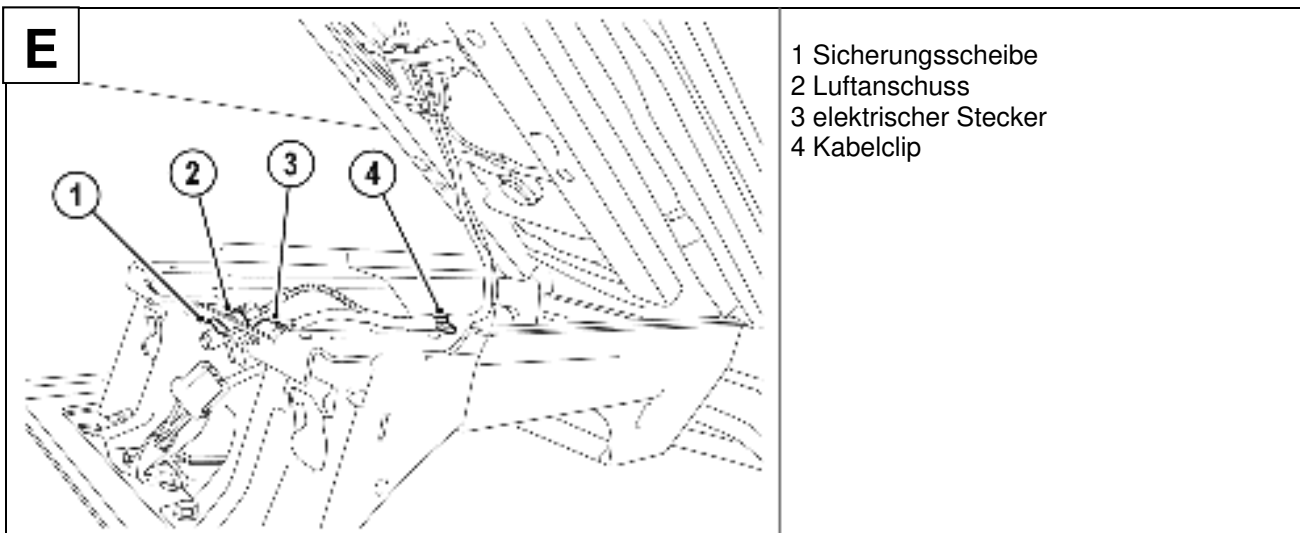 E
1 Sicherungsscheibe
2 Luftanschuss
3 elektrischer Stecker
4 Kabelclip
1
2
3
4